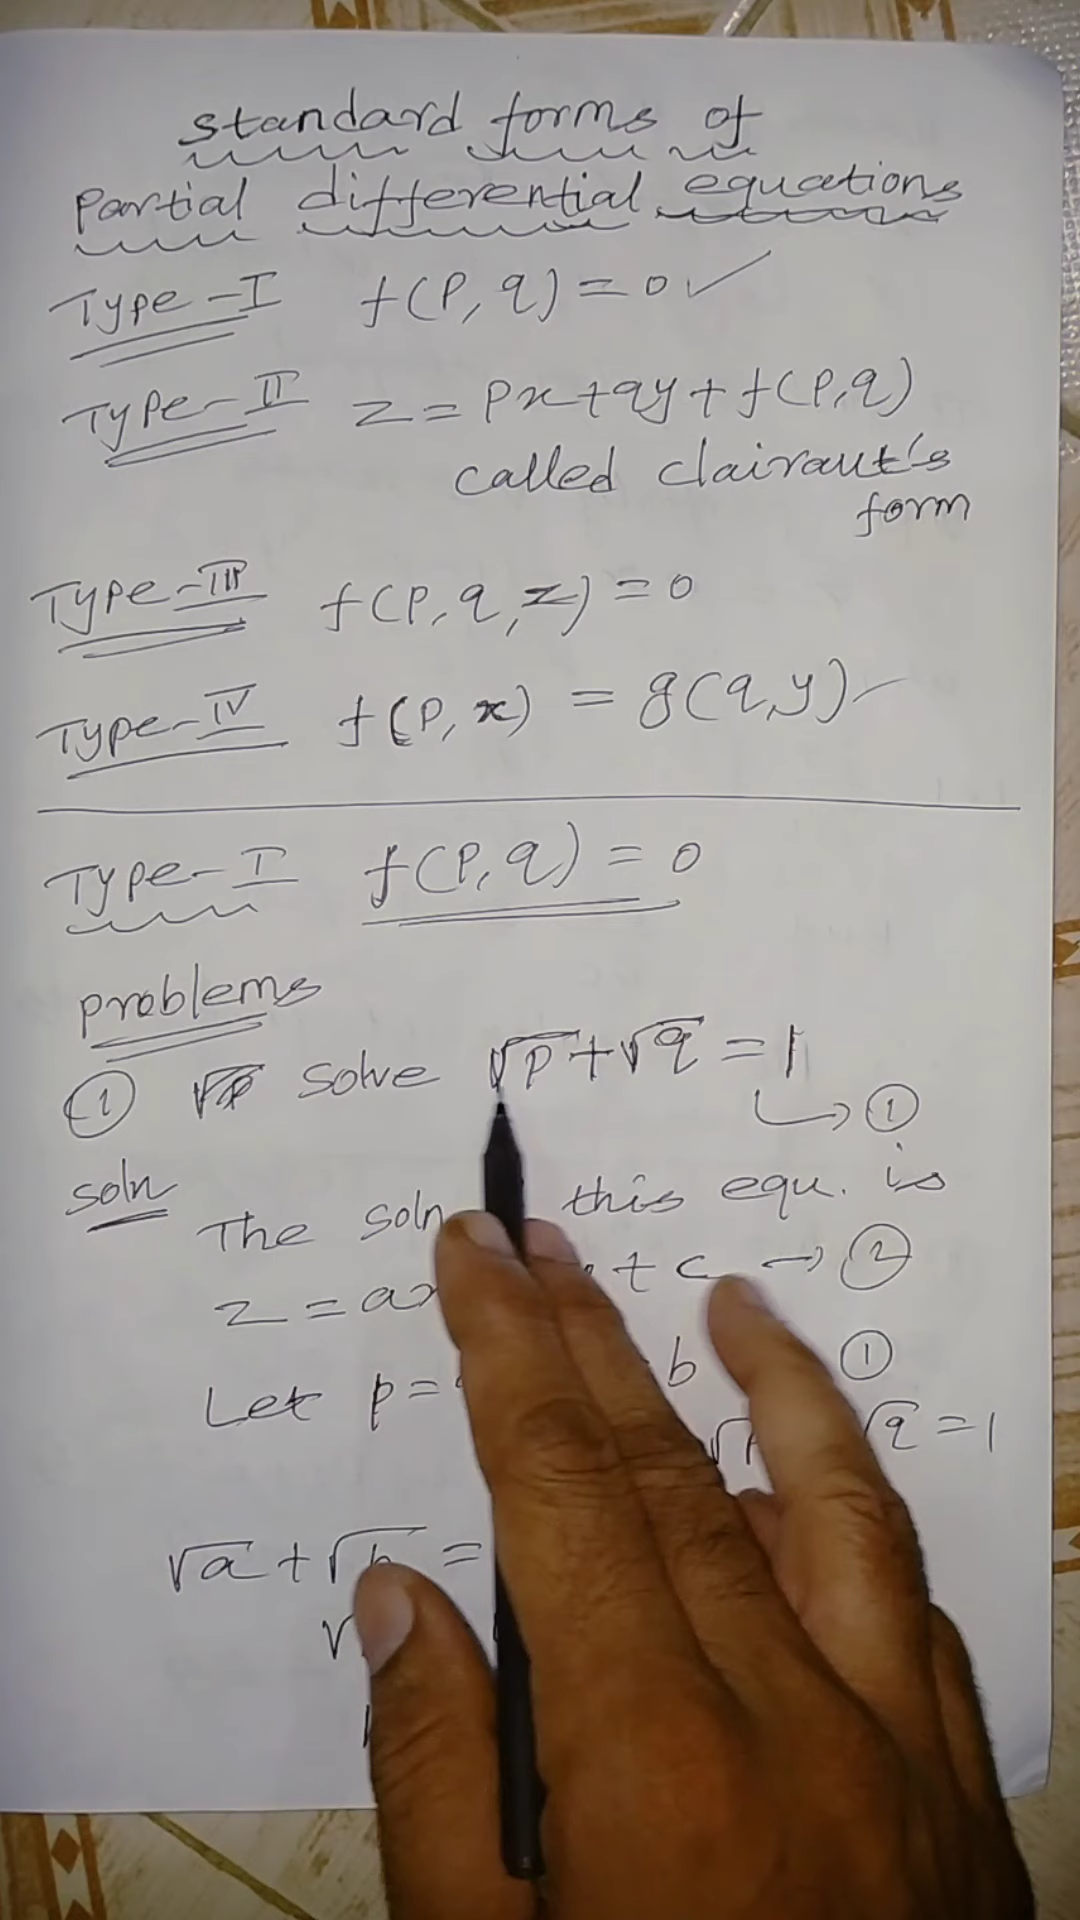 standard forms of
partial differential equations
Type-I f(p, q) = 0 ✓
Type-II z = px + qy + f(p, q)
called clairaut's
form
Type-III f(p, q, z) = 0
Type-IV f(p, x) = g(q, y)
Type-I f(p, q) = 0
problems
① solve √p + √q = 1
→ ①
soln
The soln this equ. is
z = ax + c → ②
Let p = b ①
√p √q = 1
√a + √b =
√